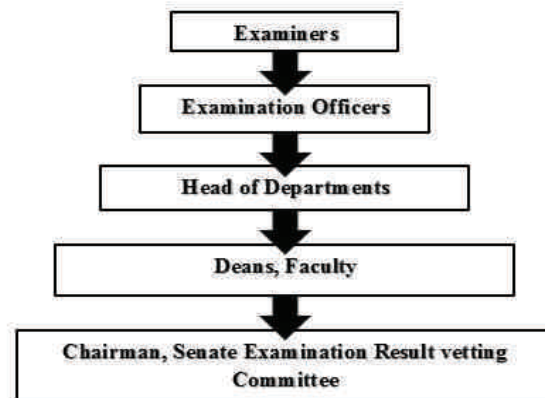 Examiners
Examination Officers
Head of Departments
Deans, Faculty
Chairman, Senate Examination Result vetting
Committee